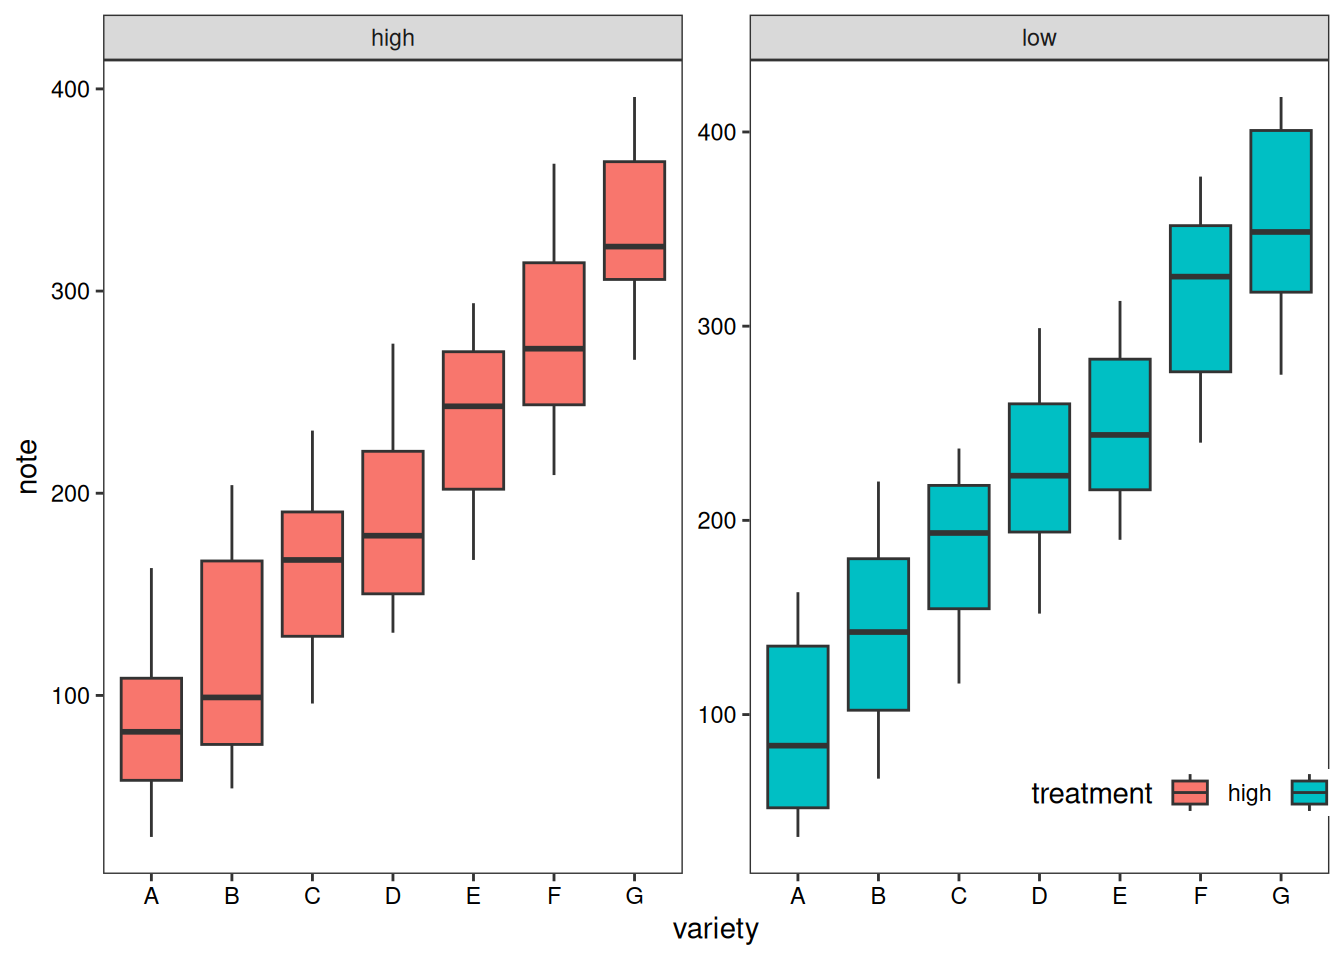 high
low
400
300
200
100
400
300
200
100
note
treatment high
A B C D E F G
A B C D E F G
variety